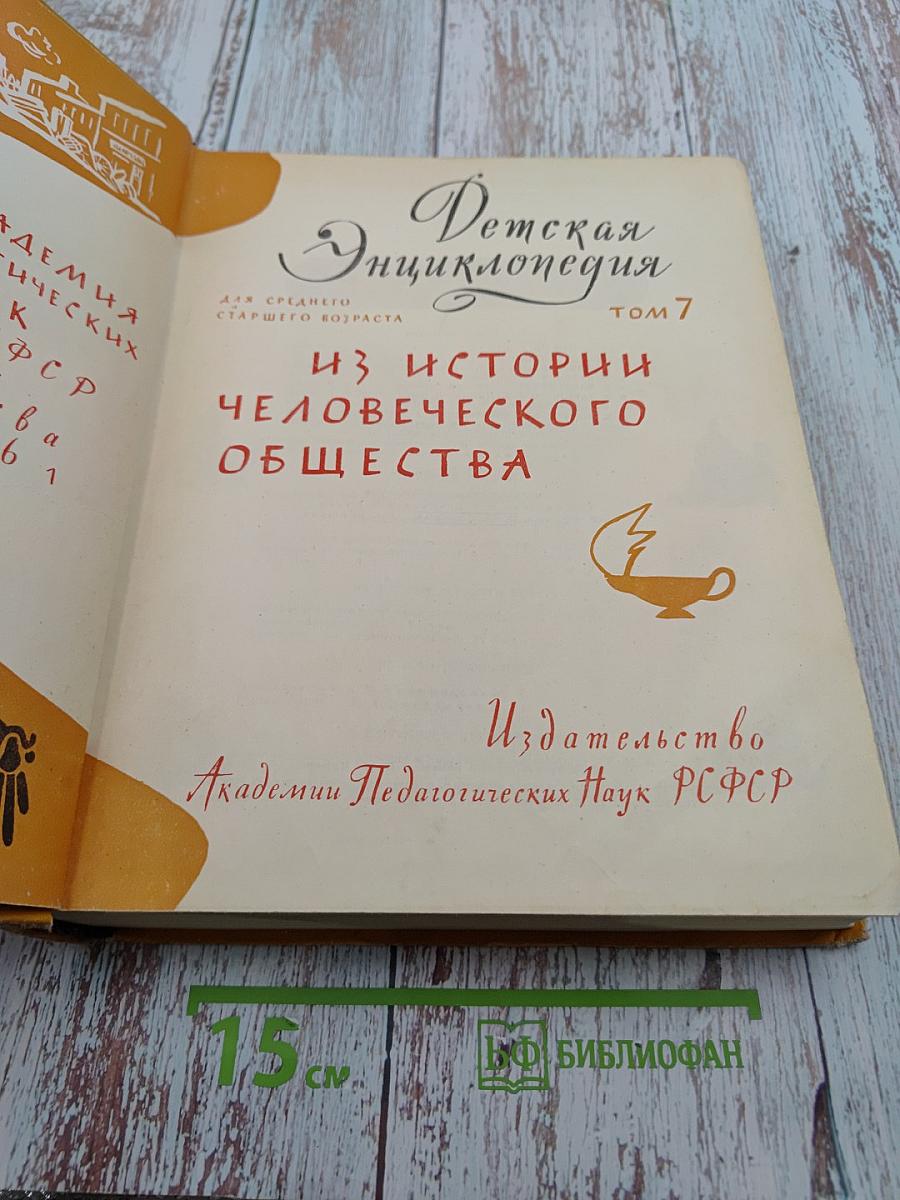 Детская
Энциклопедия
ДЛЯ СРЕДНЕГО
И
СТАРШЕГО ВОЗРАСТА
ТОМ 7
ИЗ ИСТОРИИ
ЧЕЛОВЕЧЕСКОГО
ОБЩЕСТВА
Издательство
Академии Педагогических Наук РСФСР
15 см
БФ БИБЛИОФАН